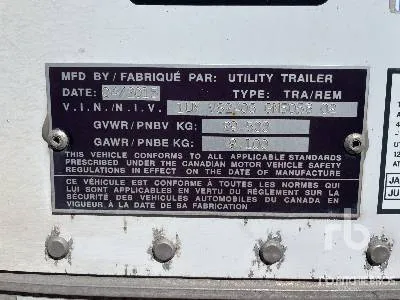 MFD BY / FABRIQUÉ PAR: UTILITY TRAILER
DATE: TYPE: TRA/REM
V.I.N./N.I.V.
GVWR / PNBV KG:
GAWR / PNBE KG:
THIS VEHICLE CONFORMS TO ALL APPLICABLE STANDARDS
PRESCRIBED UNDER THE CANADIAN MOTOR VEHICLE SAFETY
REGULATIONS IN EFFECT ON THE DATE OF MANUFACTURE
CE VÉHICULE EST CONFORME À TOUTES LES NORMES QUI
LUI SONT APPLICABLES EN VERTU DU RÈGLEMENT SUR LA
SÉCURITÉ DES VÉHICULES AUTOMOBILES DU CANADA EN
VIGUEUR À LA DATE DE SA FABRICATION
rb